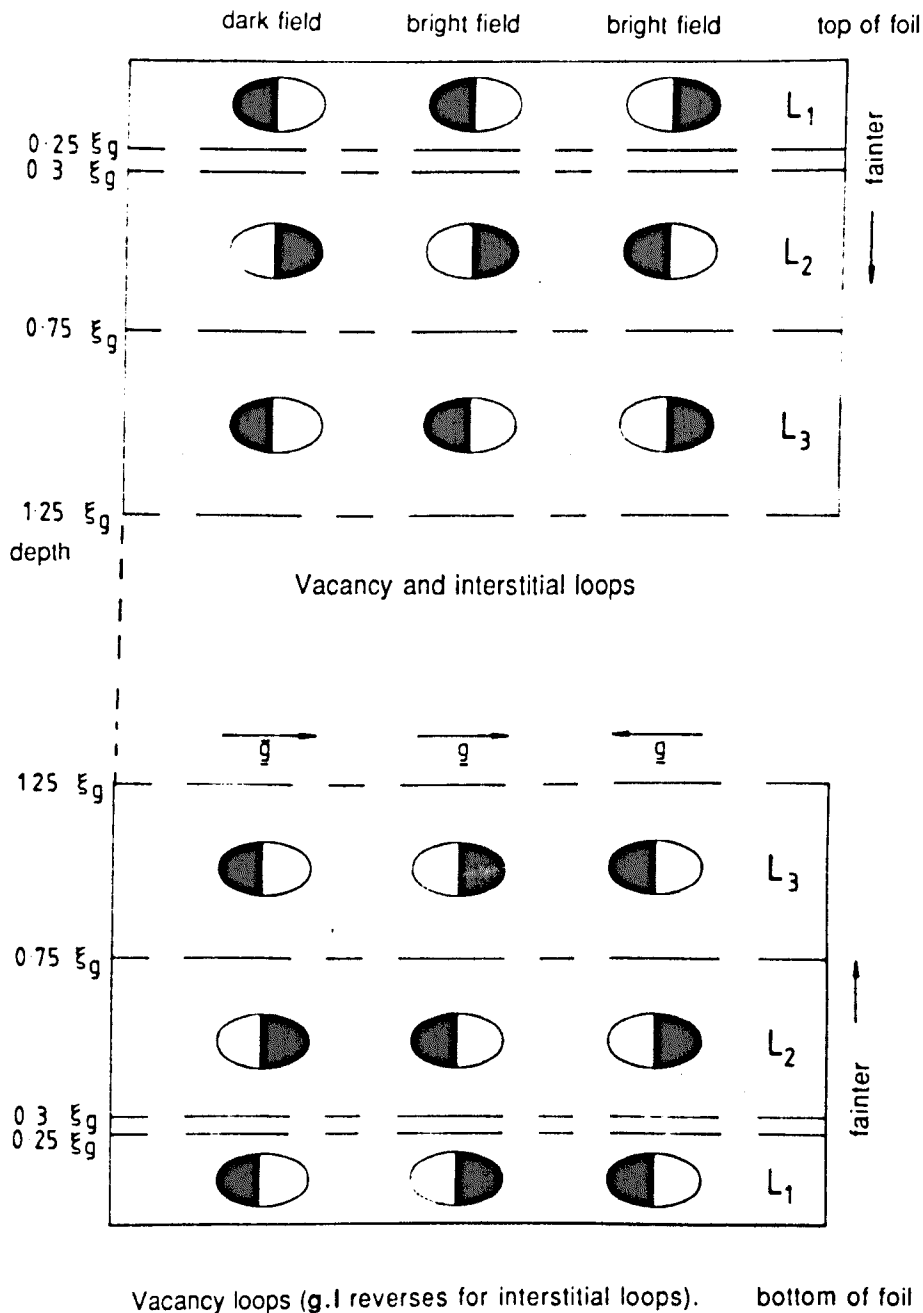 dark field bright field bright field top of foil
L1
fainter
0·25 ξg
0 3 ξg
L2
0·75 ξg
L3
1·25 ξg
depth
Vacancy and interstitial loops
g g g
125 ξg
L3
0·75 ξg
L2
fainter
0 3 ξg
0·25 ξg
L1
Vacancy loops (g.l reverses for interstitial loops). bottom of foil